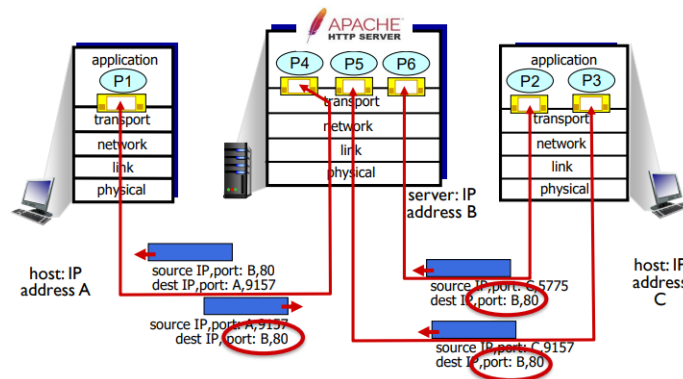 APACHE
HTTP SERVER
application
P1
transport
network
link
physical
P4
P5
P6
transport
network
link
physical
application
P2
P3
transport
network
link
physical
server: IP
address B
host: IP
address A
source IP,port: B,80
dest IP,port: A,9157
source IP,port: A,9157
dest IP,port: B,80
source IP,port: C,5775
dest IP,port: B,80
source IP,port: C,9157
dest IP,port: B,80
host: IP
address
C